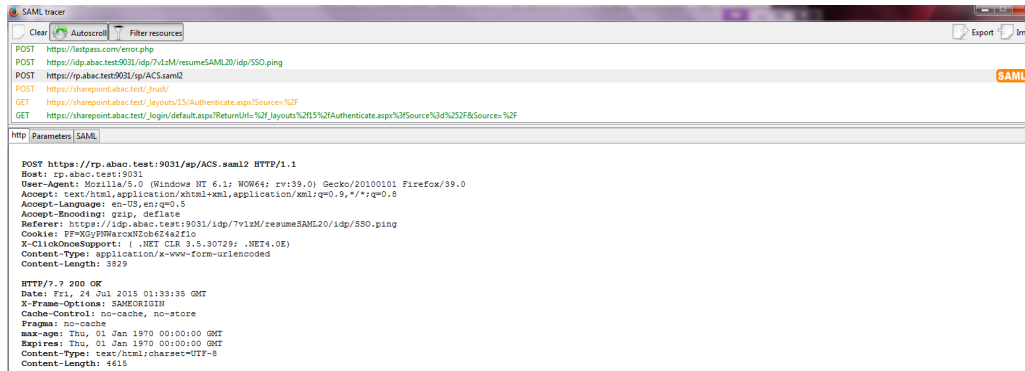 SAML tracer
Clear Autoscroll Filter resources Export Im
POST https://lastpass.com/error.php
POST https://idp.abac.test:9031/idp/7v1zM/resumeSAML20/idp/SSO.ping
POST https://rp.abac.test:9031/sp/ACS.saml2 SAML
POST https://sharepoint.abac.test/_trust/
GET https://sharepoint.abac.test/_layouts/15/Authenticate.aspx?Source=%2F
GET https://sharepoint.abac.test/_login/default.aspx?ReturnUrl=%2f_layouts%2f15%2fAuthenticate.aspx%3fSource%3d%252F&Source=%2F
http Parameters SAML
POST https://rp.abac.test:9031/sp/ACS.saml2 HTTP/1.1
Host: rp.abac.test:9031
User-Agent: Mozilla/5.0 (Windows NT 6.1; WOW64; rv:39.0) Gecko/20100101 Firefox/39.0
Accept: text/html,application/xhtml+xml,application/xml;q=0.9,*/*;q=0.8
Accept-Language: en-US,en;q=0.5
Accept-Encoding: gzip, deflate
Referer: https://idp.abac.test:9031/idp/7v1zM/resumeSAML20/idp/SSO.ping
Cookie: PF=XGyPNWarcxNZob6Z4a2f1o
X-ClickOnceSupport: ( .NET CLR 3.5.30729; .NET4.0E)
Content-Type: application/x-www-form-urlencoded
Content-Length: 3829
HTTP/?.? 200 OK
Date: Fri, 24 Jul 2015 01:33:35 GMT
X-Frame-Options: SAMEORIGIN
Cache-Control: no-cache, no-store
Pragma: no-cache
max-age: Thu, 01 Jan 1970 00:00:00 GMT
Expires: Thu, 01 Jan 1970 00:00:00 GMT
Content-Type: text/html;charset=UTF-8
Content-Length: 4615